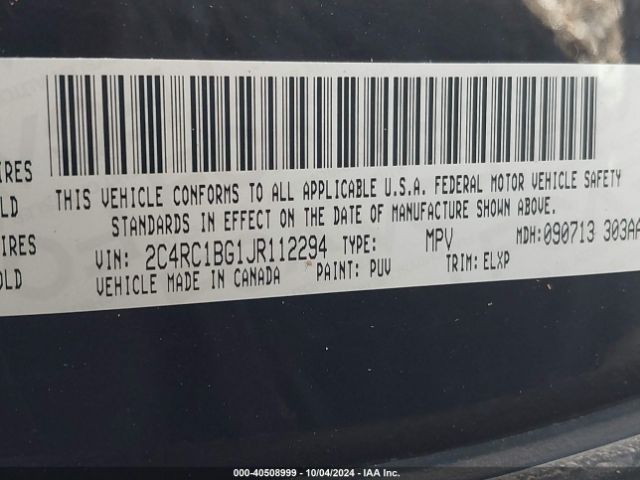 IRES
OLD
IRES
OLD
THIS VEHICLE CONFORMS TO ALL APPLICABLE U.S.A. FEDERAL MOTOR VEHICLE SAFETY
STANDARDS IN EFFECT ON THE DATE OF MANUFACTURE SHOWN ABOVE.
VIN: 2C4RC1BG1JR112294 TYPE: MPV MDH:090713 303AA
VEHICLE MADE IN CANADA PAINT: PUV TRIM: ELXP
000-40508999 - 10/04/2024 - IAA Inc.